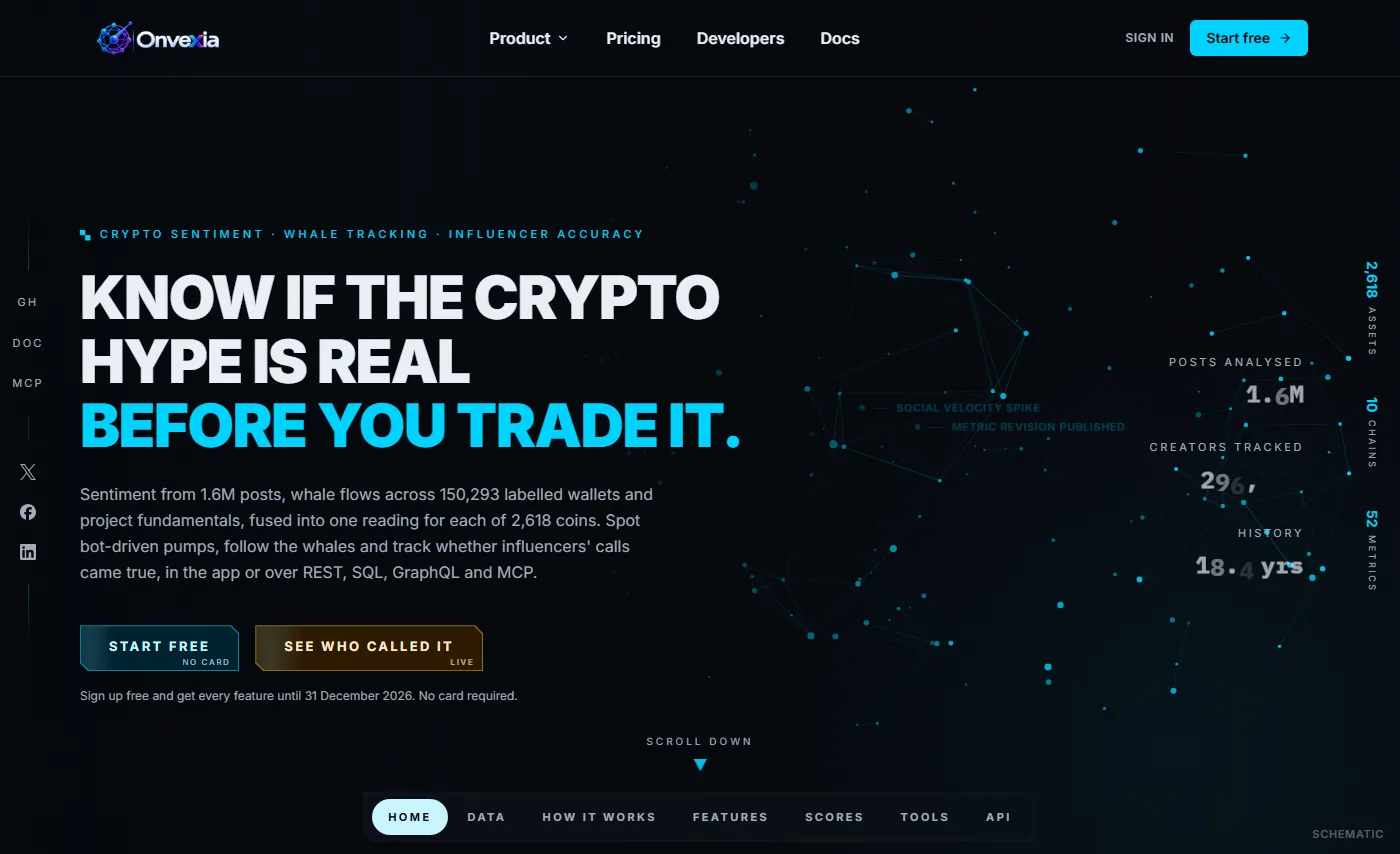 Onvexia
Product
Pricing
Developers
Docs
SIGN IN
Start free
CRYPTO SENTIMENT · WHALE TRACKING · INFLUENCER ACCURACY
KNOW IF THE CRYPTO
HYPE IS REAL
BEFORE YOU TRADE IT.
Sentiment from 1.6M posts, whale flows across 150,293 labelled wallets and
project fundamentals, fused into one reading for each of 2,618 coins. Spot
bot-driven pumps, follow the whales and track whether influencers' calls
came true, in the app or over REST, SQL, GraphQL and MCP.
START FREE
NO CARD
SEE WHO CALLED IT
LIVE
Sign up free and get every feature until 31 December 2026. No card required.
GH
DOC
MCP
SOCIAL VELOCITY SPIKE
METRIC REVISION PUBLISHED
POSTS ANALYSED
1.6M
CREATORS TRACKED
296,
HISTORY
18.4 yrs
2,618 ASSETS
10 CHAINS
52 METRICS
SCROLL DOWN
HOME
DATA
HOW IT WORKS
FEATURES
SCORES
TOOLS
API
SCHEMATIC